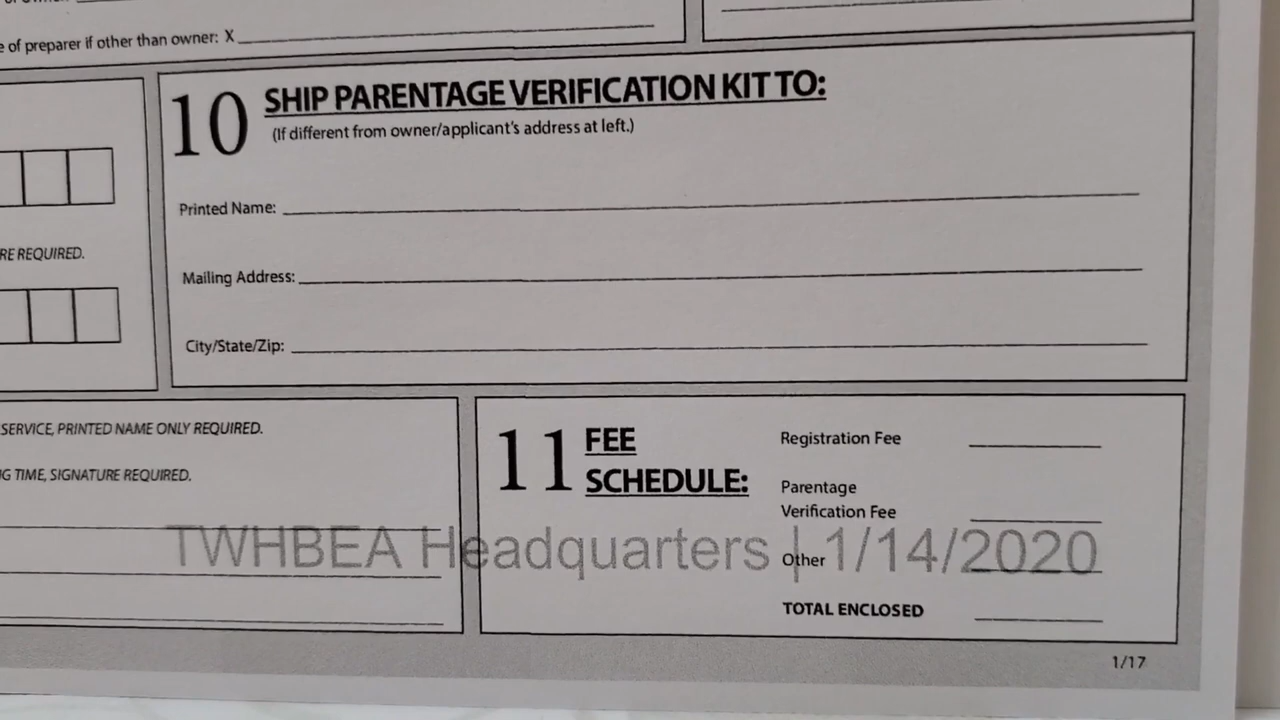 of preparer if other than owner: X
10 SHIP PARENTAGE VERIFICATION KIT TO:
(If different from owner/applicant's address at left.)
Printed Name:
Mailing Address:
City/State/Zip:
REQUIRED.
SERVICE, PRINTED NAME ONLY REQUIRED.
TIME, SIGNATURE REQUIRED.
11 FEE SCHEDULE:
Registration Fee
Parentage
Verification Fee
Other
TOTAL ENCLOSED
TWHBEA Headquarters | 1/14/2020
1/17